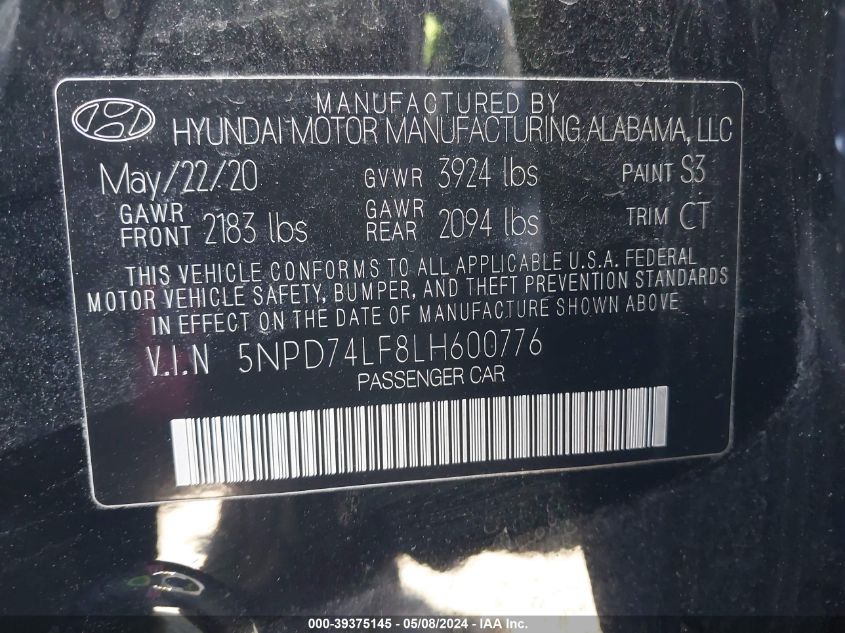 MANUFACTURED BY
HYUNDAI MOTOR MANUFACTURING ALABAMA, LLC
May/22/20 GVWR 3924 lbs PAINT S3
GAWR FRONT 2183 lbs GAWR REAR 2094 lbs TRIM CT
THIS VEHICLE CONFORMS TO ALL APPLICABLE U.S.A. FEDERAL
MOTOR VEHICLE SAFETY, BUMPER, AND THEFT PREVENTION STANDARDS
IN EFFECT ON THE DATE OF MANUFACTURE SHOWN ABOVE
V.I.N 5NPD74LF8LH600776
PASSENGER CAR
000-39375145 - 05/08/2024 - IAA Inc.